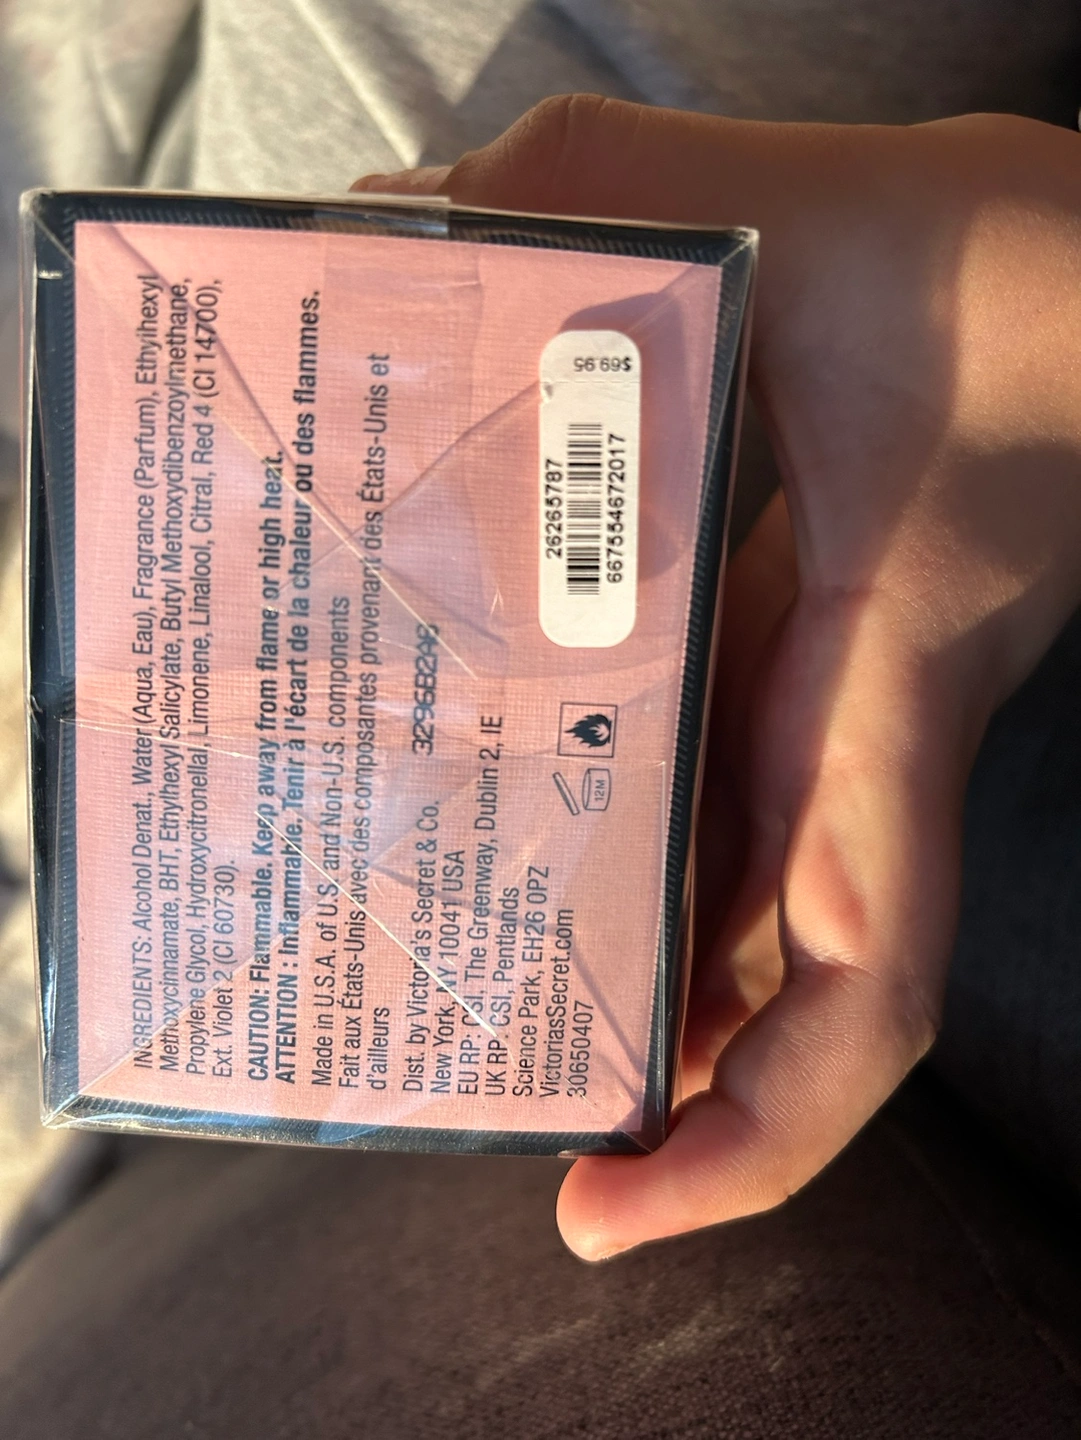 INGREDIENTS: Alcohol Denat., Water (Aqua, Eau), Fragrance (Parfum), Ethylhexyl
Methoxycinnamate, BHT, Ethylhexyl Salicylate, Butyl Methoxydibenzoylmethane,
Propylene Glycol, Hydroxycitronellal, Limonene, Linalool, Citral, Red 4 (CI 14700),
Ext. Violet 2 (CI 60730).
CAUTION: Flammable. Keep away from flame or high heat.
ATTENTION : Inflammable. Tenir à l'écart de la chaleur ou des flammes.
Made in U.S.A. of U.S. and Non-U.S. components
Fait aux États-Unis avec des composantes provenant des États-Unis et
d'ailleurs
Dist. by Victoria's Secret & Co.
New York, NY 10041 USA
EU RP: CSI, The Greenway, Dublin 2, IE
UK RP: CSI, Pentlands
Science Park, EH26 0PZ
VictoriasSecret.com
30650407
12M
26265787
667554672017
$69.95